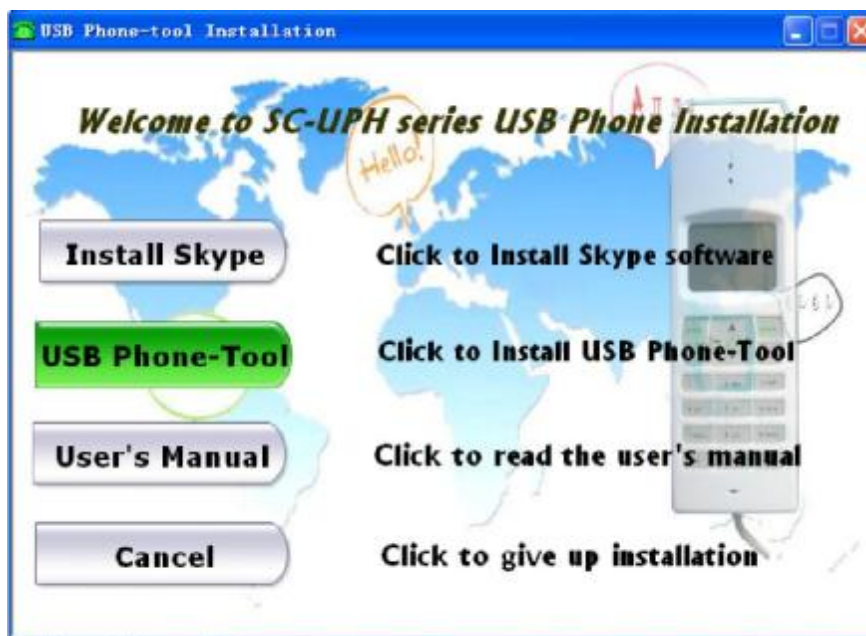 USB Phone-tool Installation
Welcome to SC-UPH series USB Phone Installation
Hello!
Install Skype
Click to Install Skype software
USB Phone-Tool
Click to Install USB Phone-Tool
User's Manual
Click to read the user's manual
Cancel
Click to give up installation